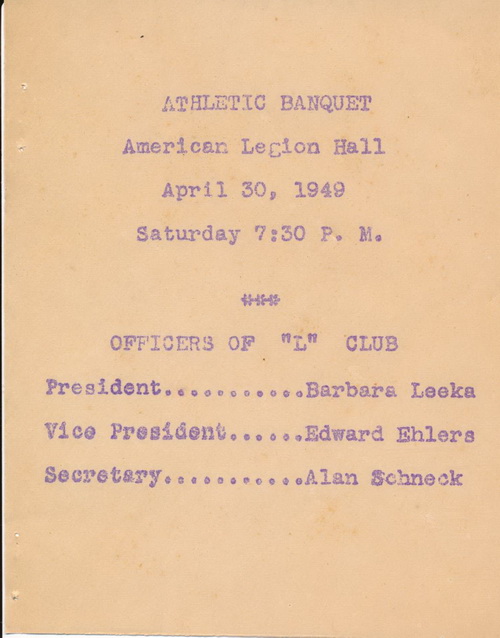 ATHLETIC BANQUET
American Legion Hall
April 30, 1949
Saturday 7:30 P. M.
###
OFFICERS OF "L" CLUB
President...........Barbara Leeka
Vice President......Edward Ehlers
Secretary...........Alan Schneck